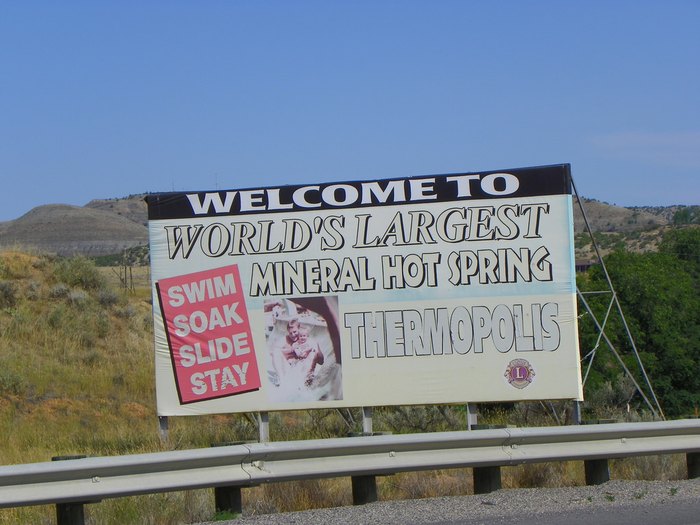 WELCOME TO
WORLD'S LARGEST
MINERAL HOT SPRING
THERMOPOLIS
SWIM
SOAK
SLIDE
STAY
L